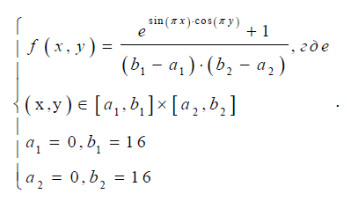 f(x, y) = (e^{sin(πx)·cos(πy)} + 1) / ((b₁ − a₁)·(b₂ − a₂)), где
(x.y) ∈ [a₁, b₁] × [a₂, b₂]
a₁ = 0, b₁ = 16
a₂ = 0, b₂ = 16
.